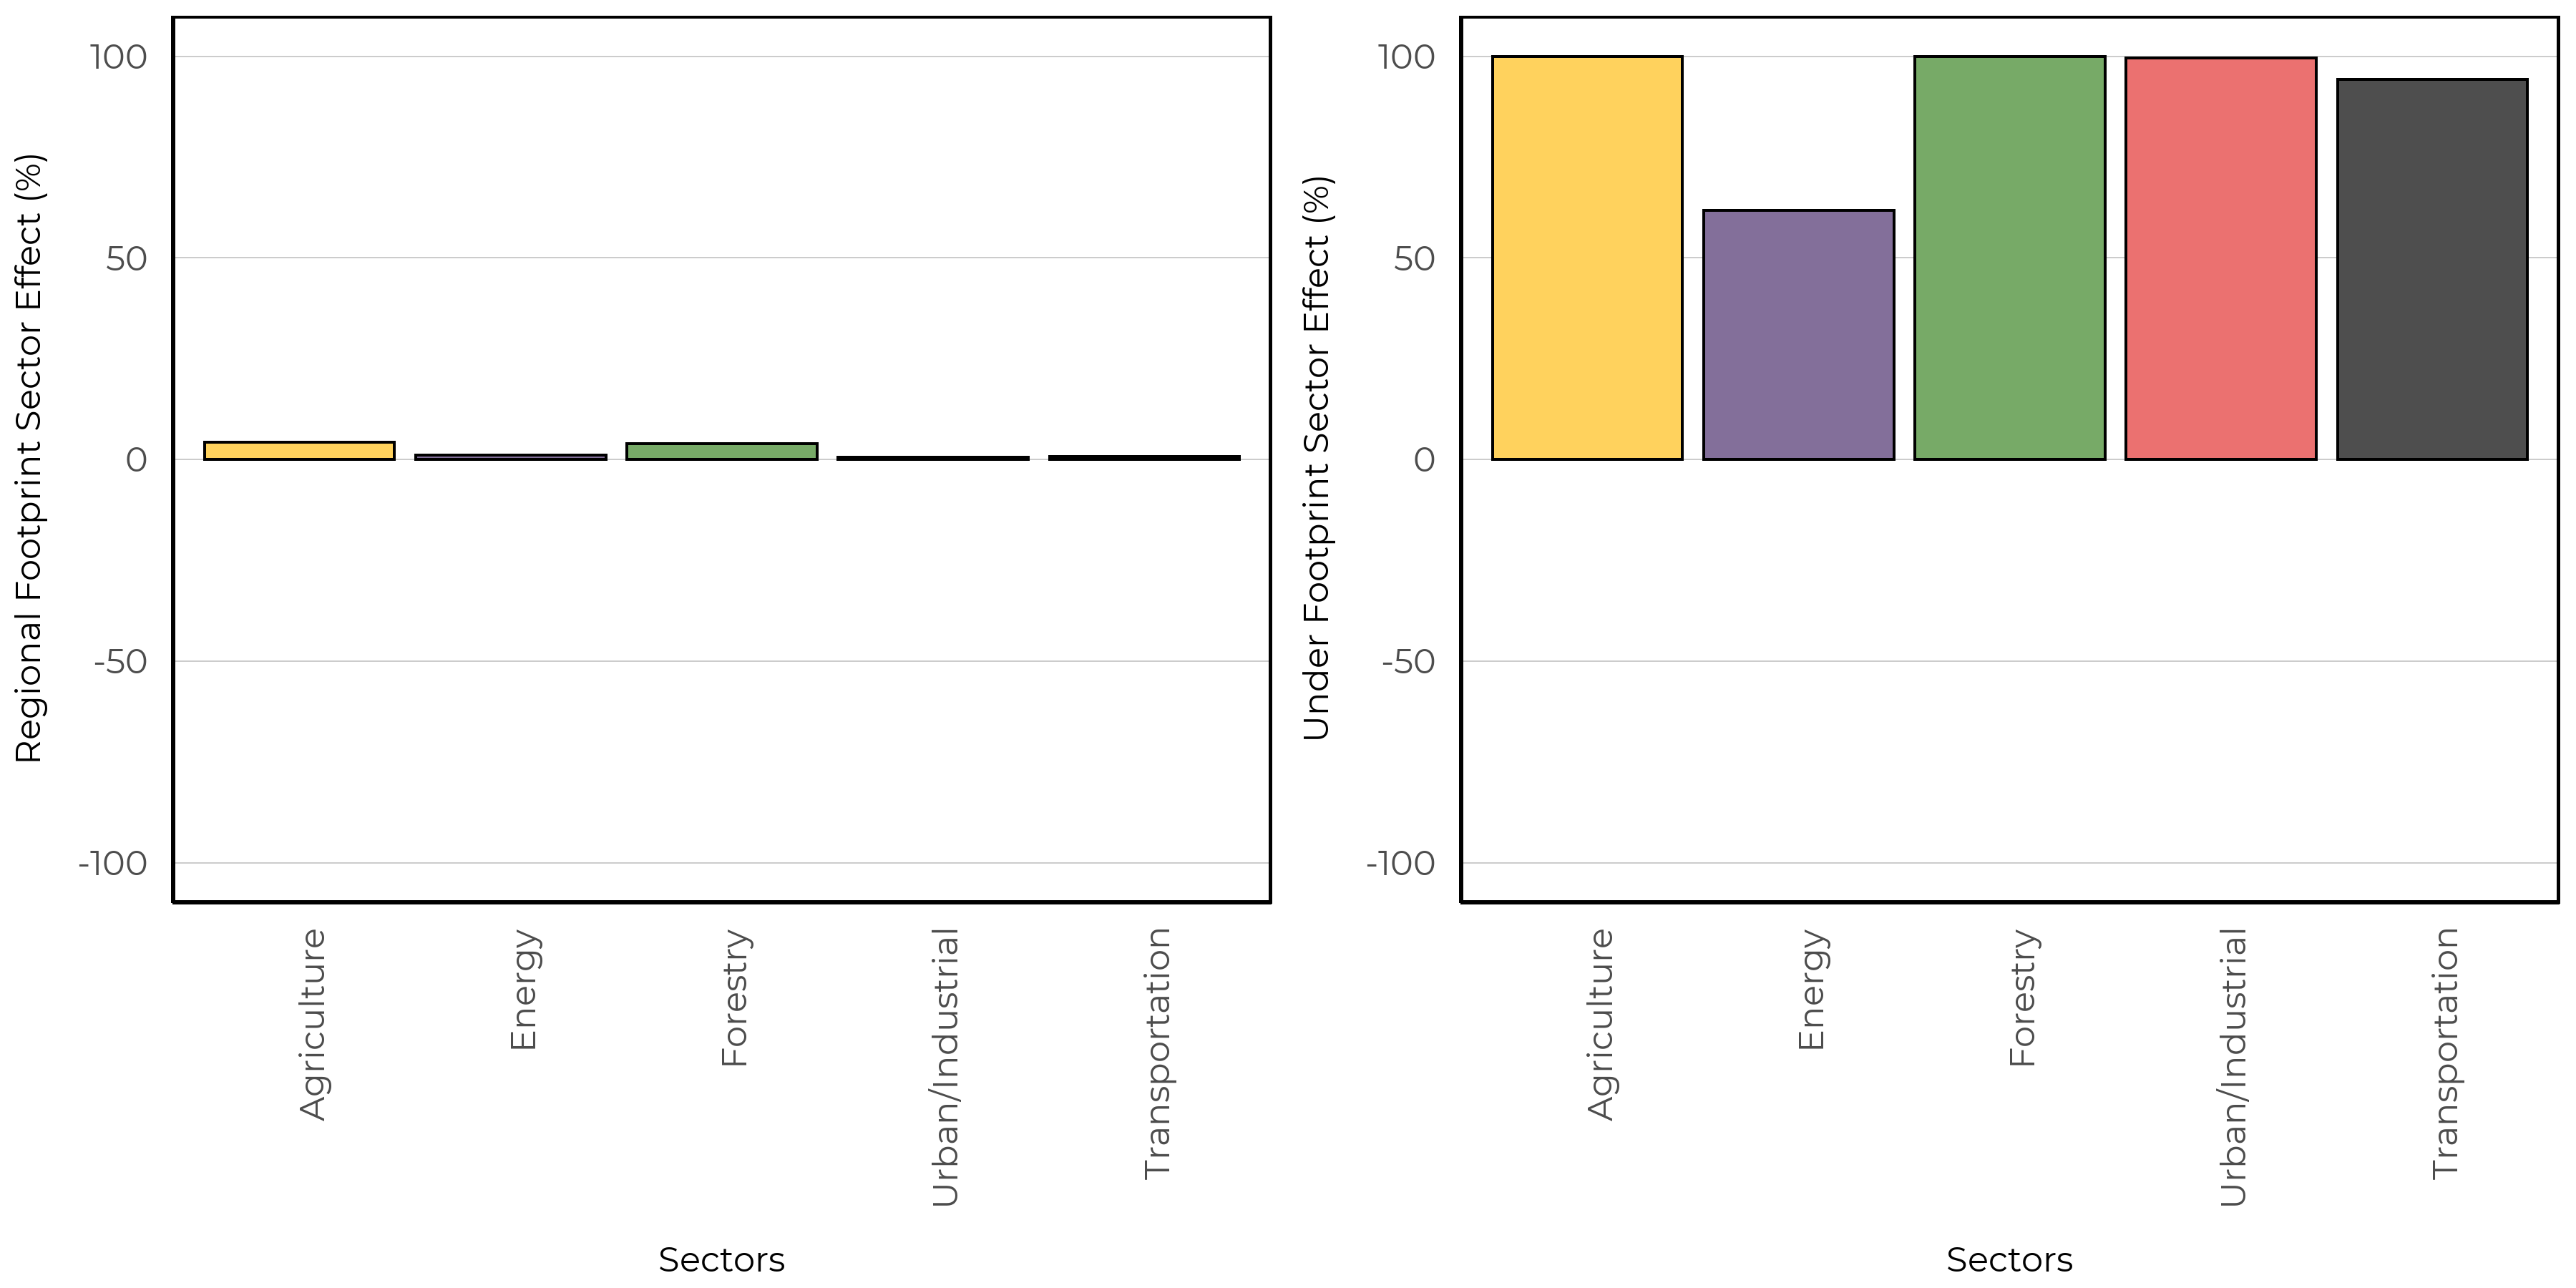 Regional Footprint Sector Effect (%)
100
50
0
-50
-100
Agriculture
Energy
Forestry
Urban/Industrial
Transportation
Sectors
Under Footprint Sector Effect (%)
100
50
0
-50
-100
Agriculture
Energy
Forestry
Urban/Industrial
Transportation
Sectors